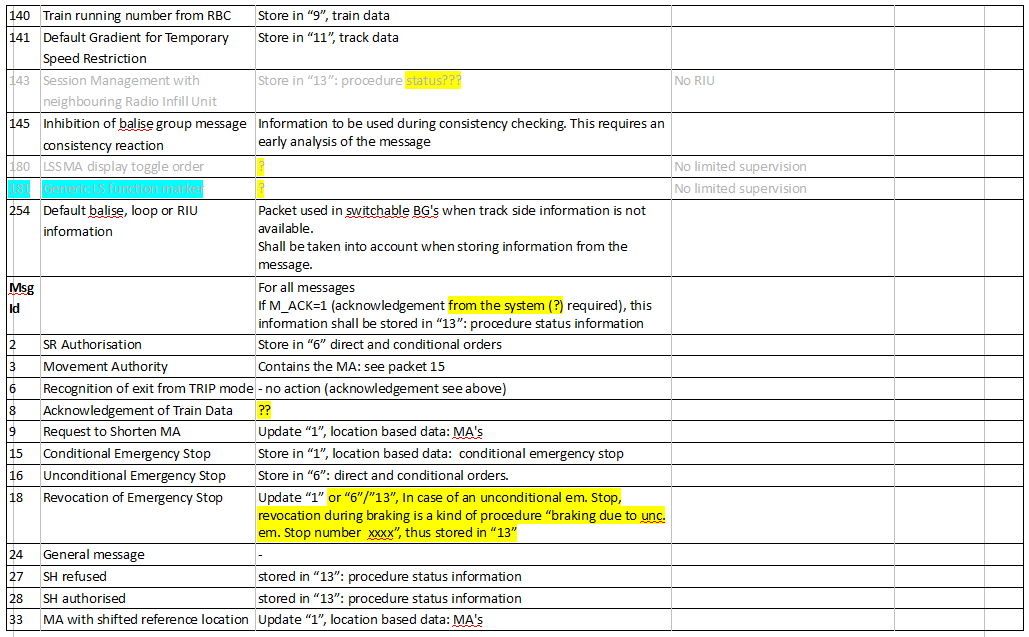 140 Train running number from RBC Store in “9”, train data
141 Default Gradient for Temporary Store in “11”, track data
Speed Restriction
143 Session Management with Store in “13”: procedure status??? No RIU
neighbouring Radio Infill Unit
145 Inhibition of balise group message Information to be used during consistency checking. This requires an
consistency reaction early analysis of the message
180 LSSMA display toggle order ? No limited supervision
181 Generic LS function marker ? No limited supervision
254 Default balise, loop or RIU Packet used in switchable BG's when track side information is not
information available.
Shall be taken into account when storing information from the
message.
Msg For all messages
Id If M_ACK=1 (acknowledgement from the system (?) required), this
information shall be stored in “13”: procedure status information
2 SR Authorisation Store in “6” direct and conditional orders
3 Movement Authority Contains the MA: see packet 15
6 Recognition of exit from TRIP mode - no action (acknowledgement see above)
8 Acknowledgement of Train Data ??
9 Request to Shorten MA Update “1”, location based data: MA's
15 Conditional Emergency Stop Store in “1”, location based data: conditional emergency stop
16 Unconditional Emergency Stop Store in “6”: direct and conditional orders.
18 Revocation of Emergency Stop Update “1” or “6”/”13”, In case of an unconditional em. Stop,
revocation during braking is a kind of procedure “braking due to unc.
em. Stop number xxxx”, thus stored in “13”
24 General message -
27 SH refused stored in “13”: procedure status information
28 SH authorised stored in “13”: procedure status information
33 MA with shifted reference location Update “1”, location based data: MA's